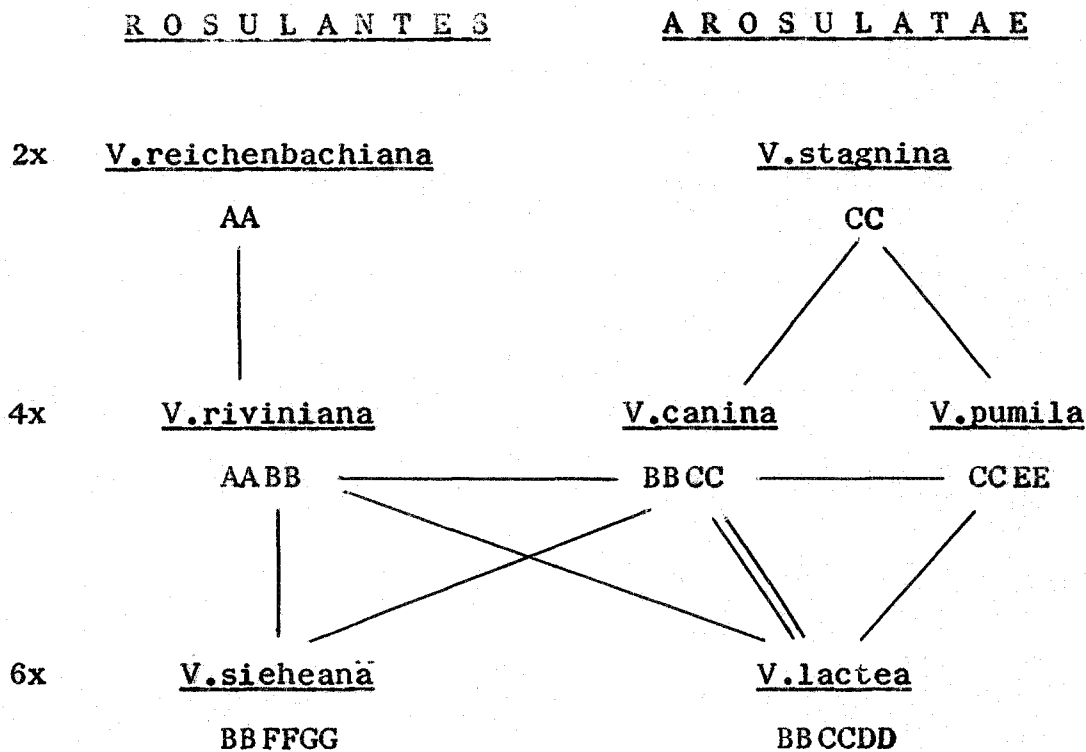 ROSULANTES AROSULATAE
2x V.reichenbachiana V.stagnina
AA CC
4x V.riviniana V.canina V.pumila
AABB BBCC CCEE
6x V.sieheana V.lactea
BBFFGG BBCCDD